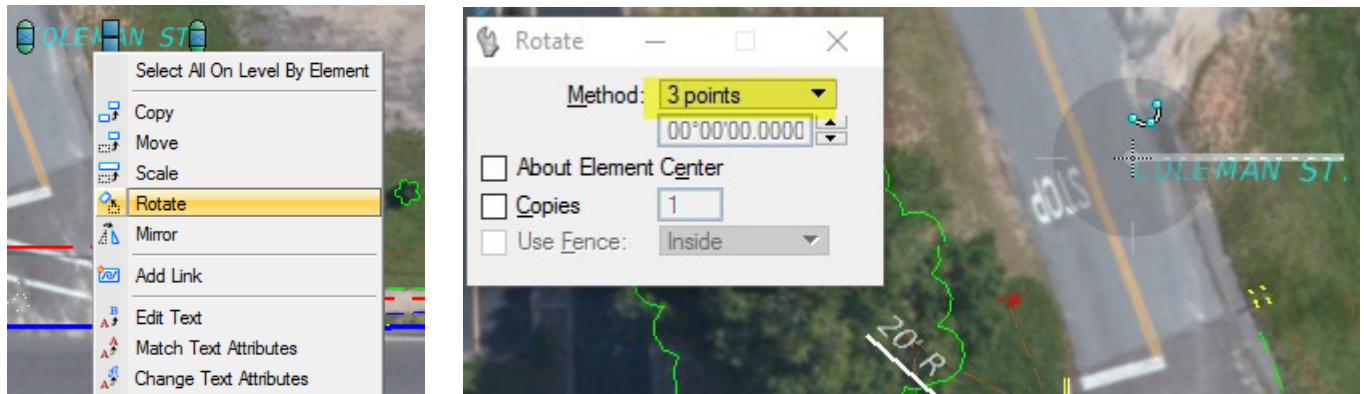 COLEMAN ST
Select All On Level By Element
Copy
Move
Scale
Rotate
Mirror
Add Link
Edit Text
Match Text Attributes
Change Text Attributes
Rotate
Method: 3 points
00°00'00.0000
About Element Center
Copies 1
Use Fence: Inside
COLEMAN ST.
STOP
20' R